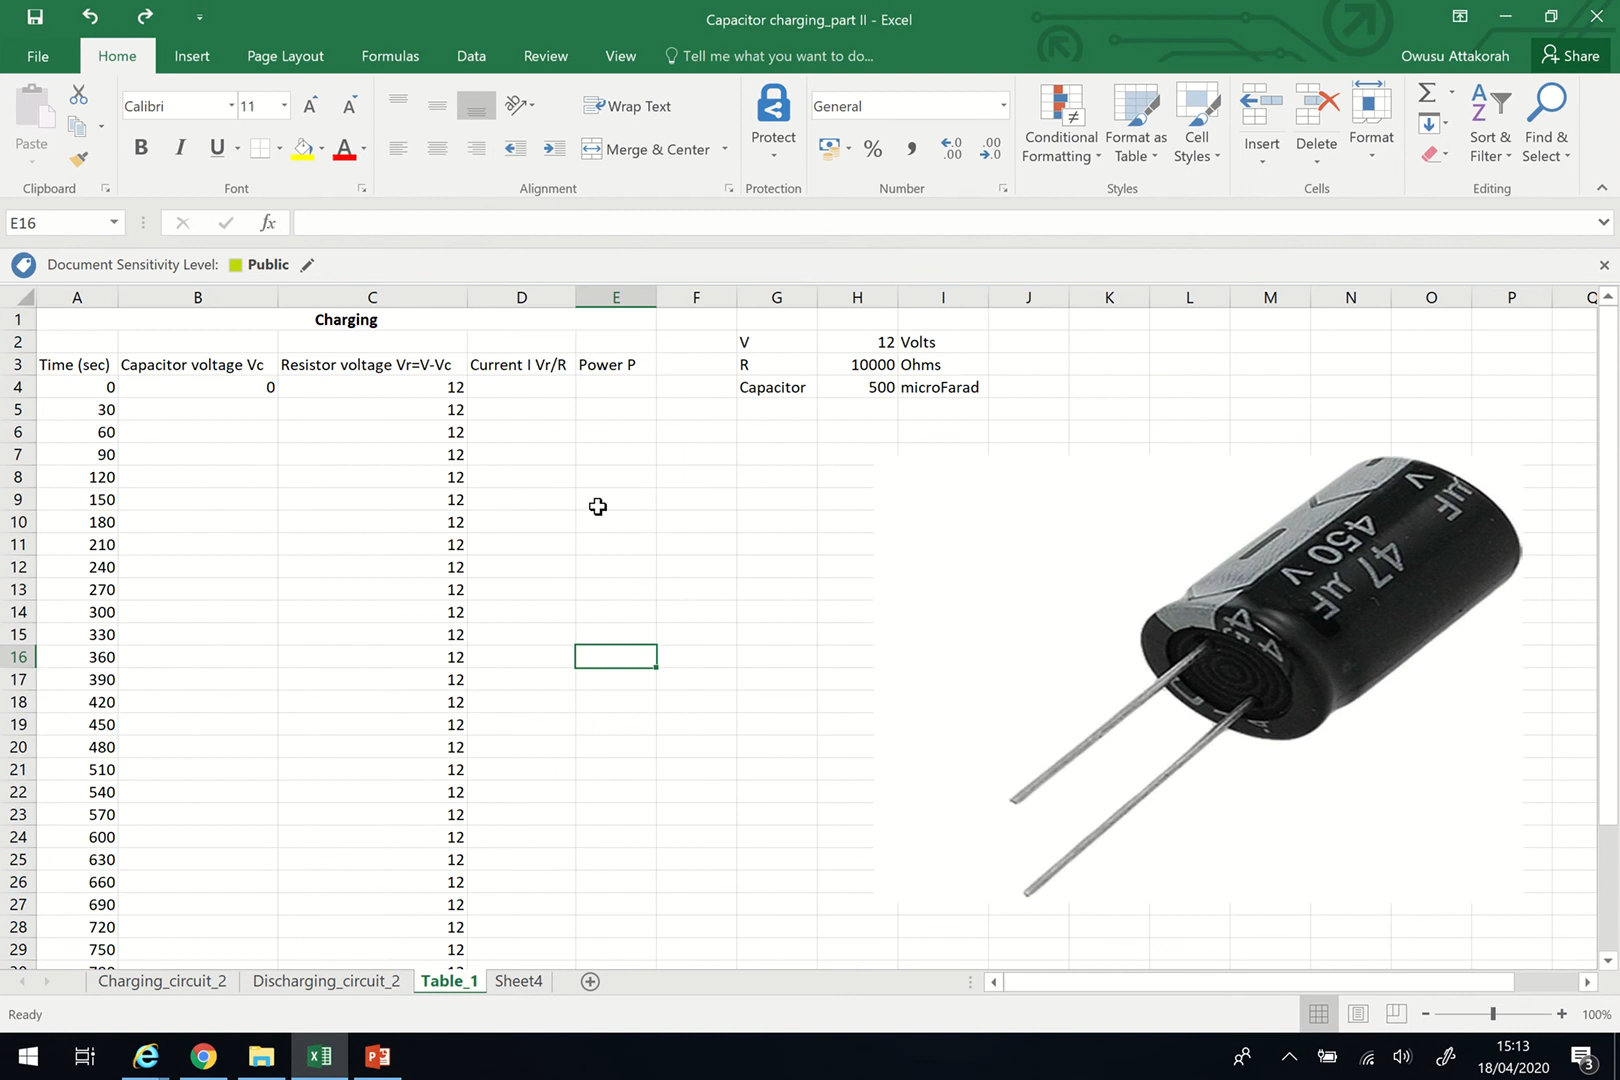 Capacitor charging_part II - Excel
File Home Insert Page Layout Formulas Data Review View Tell me what you want to do... Owusu Attakorah Share
Paste
Calibri 11 A A
B I U A
Wrap Text
Merge & Center
Protect
General
% , .0 .00 .00 .0
Conditional Formatting
Format as Table
Cell Styles
Insert Delete Format
Sort & Filter
Find & Select
Clipboard Font Alignment Protection Number Styles Cells Editing
E16 fx
Document Sensitivity Level: Public
A B C D E F G H I J K L M N O P Q
1 Charging
2 V 12 Volts
3 Time (sec) Capacitor voltage Vc Resistor voltage Vr=V-Vc Current I Vr/R Power P R 10000 Ohms
4 0 0 12 Capacitor 500 microFarad
5 30 12
6 60 12
7 90 12
8 120 12
9 150 12
10 180 12
11 210 12
12 240 12
13 270 12
14 300 12
15 330 12
16 360 12
17 390 12
18 420 12
19 450 12
20 480 12
21 510 12
22 540 12
23 570 12
24 600 12
25 630 12
26 660 12
27 690 12
28 720 12
29 750 12
47 µF
450 V
µF
V
Charging_circuit_2 Discharging_circuit_2 Table_1 Sheet4
Ready 100%
15:13
18/04/2020
3